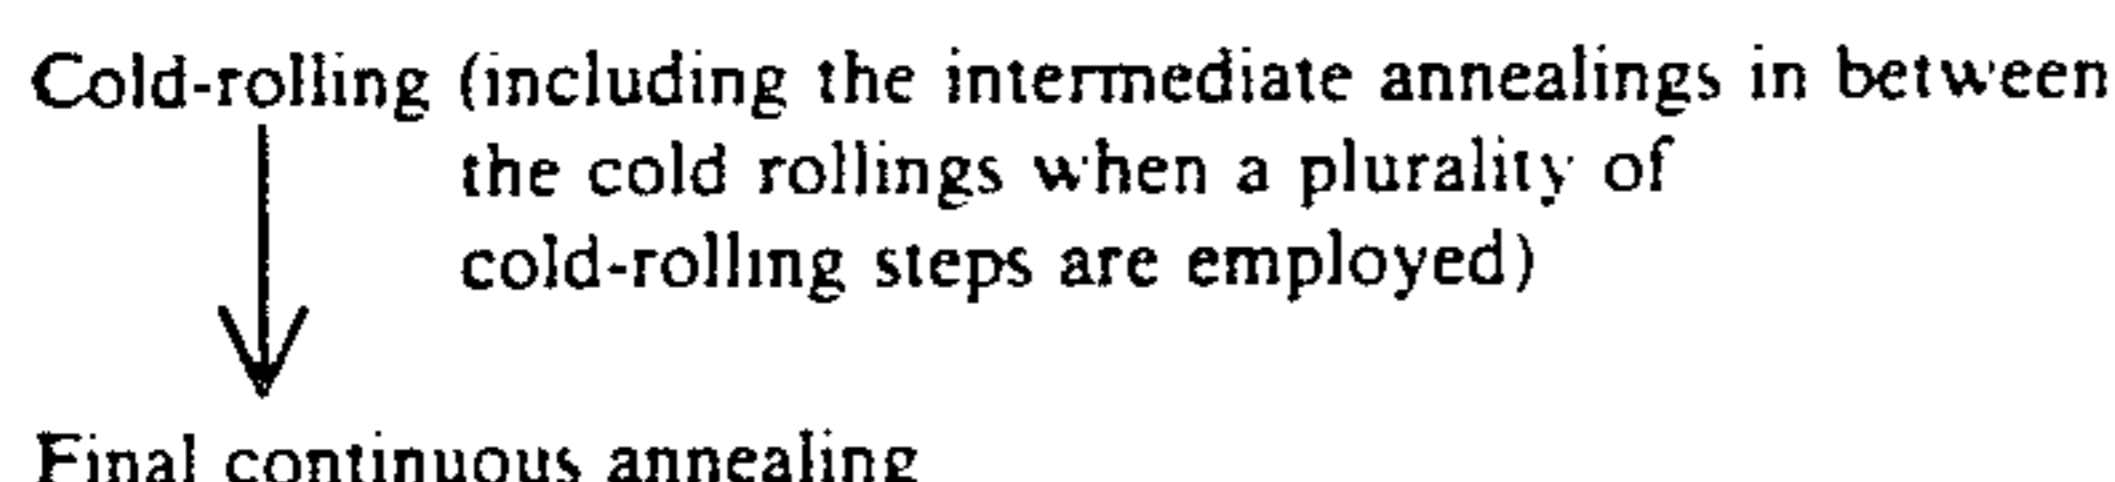 Cold-rolling (including the intermediate annealings in between
the cold rollings when a plurality of
cold-rolling steps are employed)
Final continuous annealing